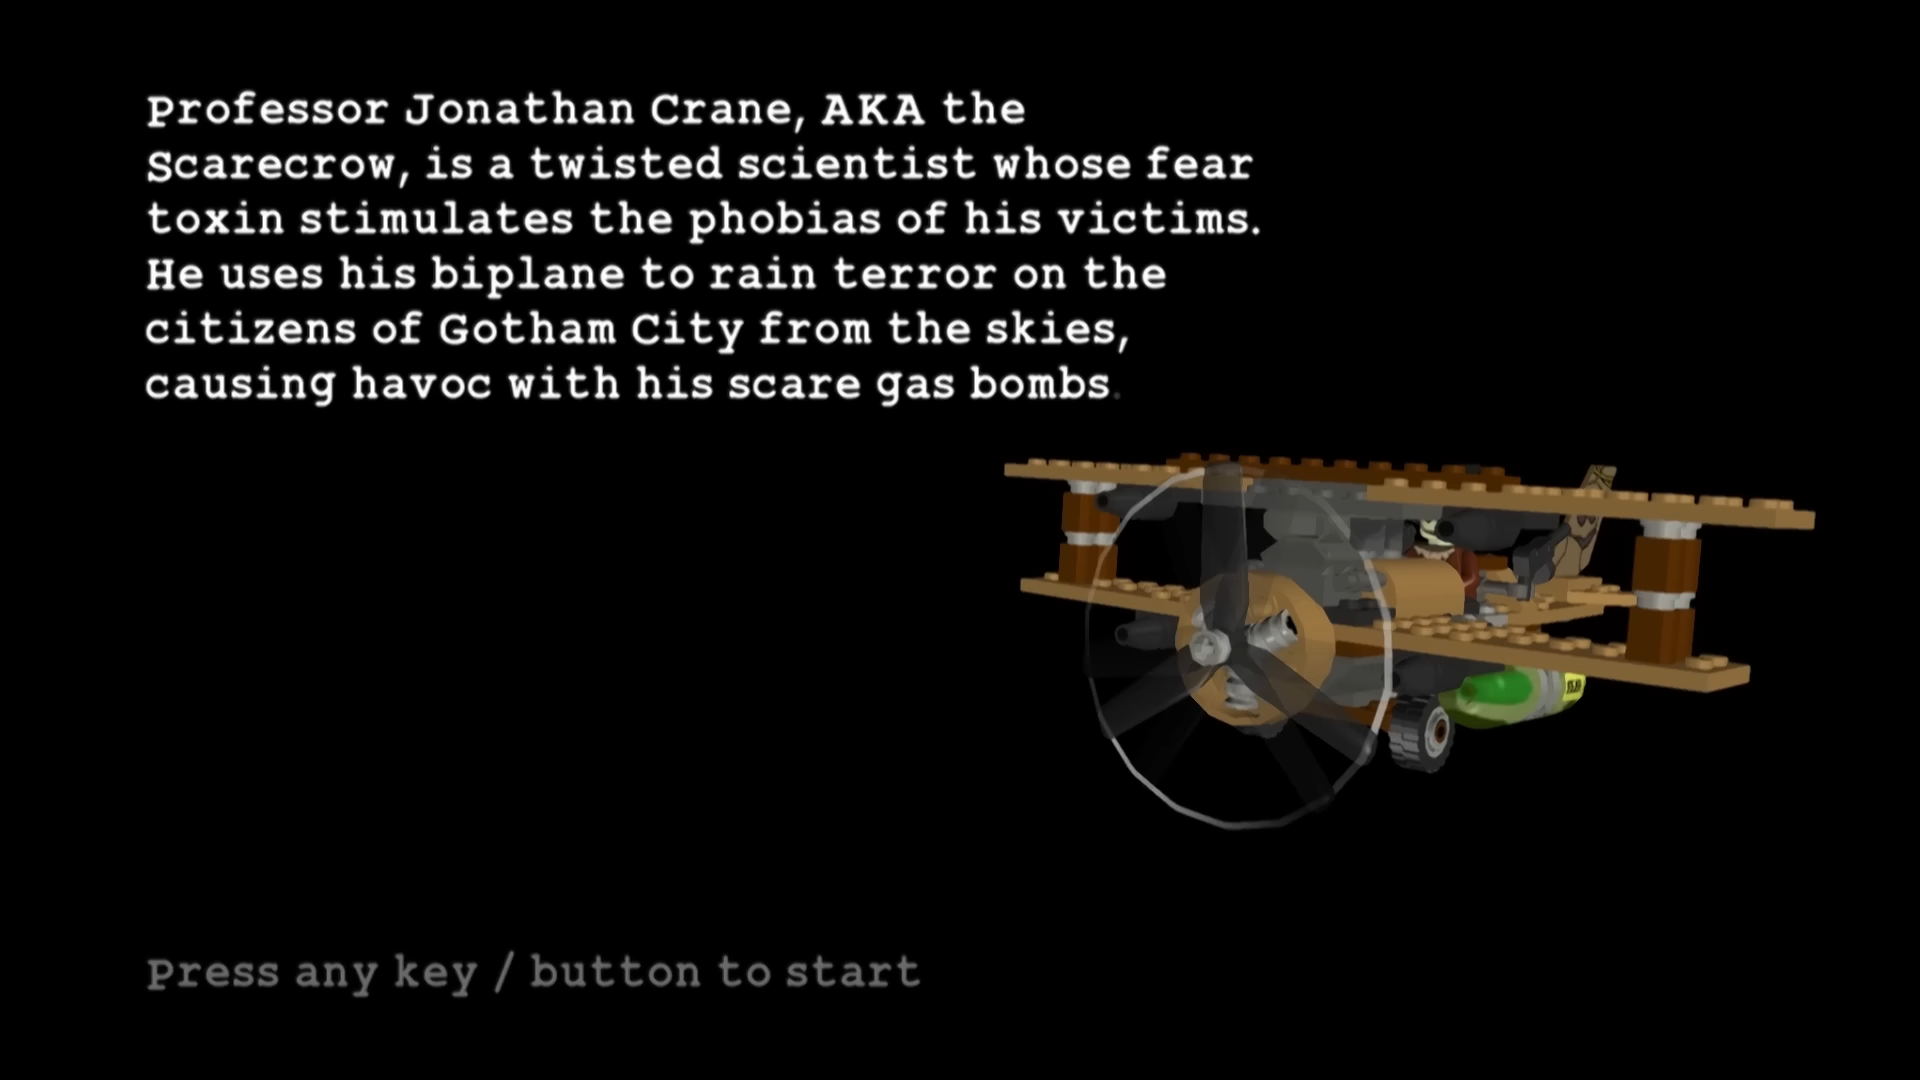 Professor Jonathan Crane, AKA the
Scarecrow, is a twisted scientist whose fear
toxin stimulates the phobias of his victims.
He uses his biplane to rain terror on the
citizens of Gotham City from the skies,
causing havoc with his scare gas bombs.
Press any key / button to start